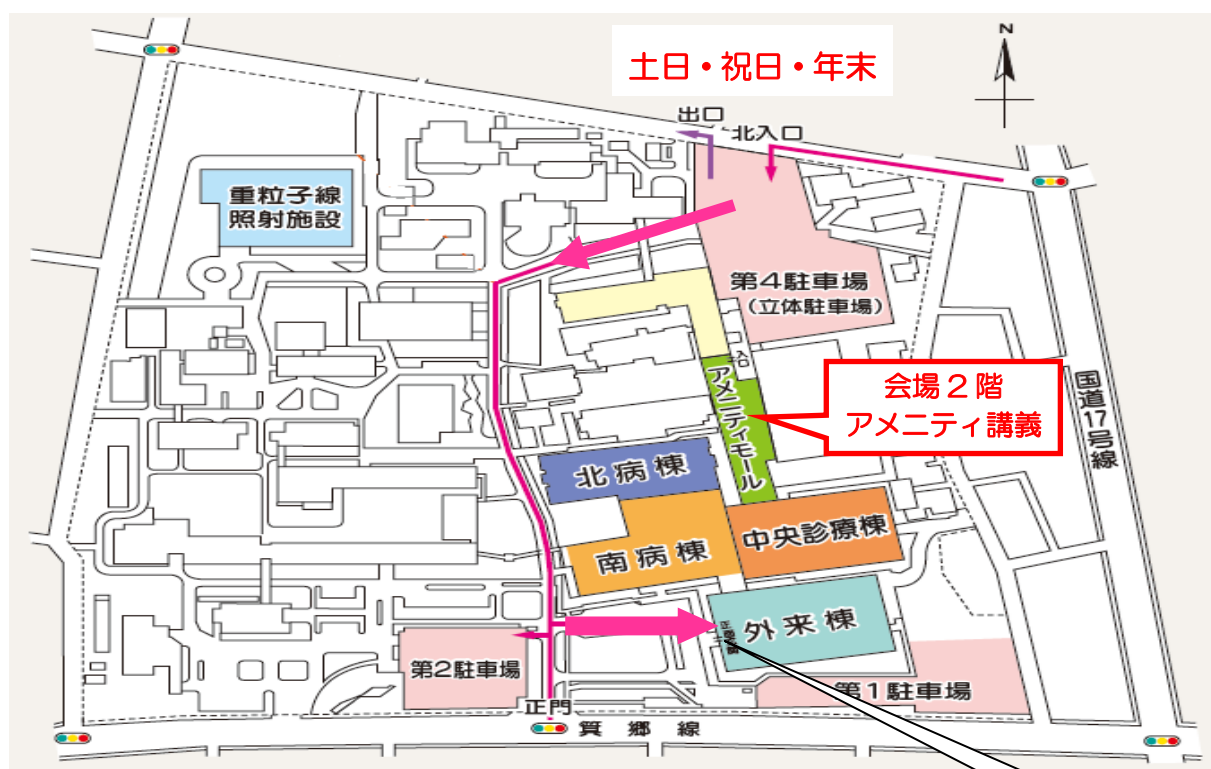 N
土日・祝日・年末
出口
北入口
重粒子線
照射施設
第4駐車場
（立体駐車場）
入口
アメニティモール
会場２階
アメニティ講義
国道17号線
北病棟
南病棟
中央診療棟
外来棟
第2駐車場
第1駐車場
正門
箕郷線